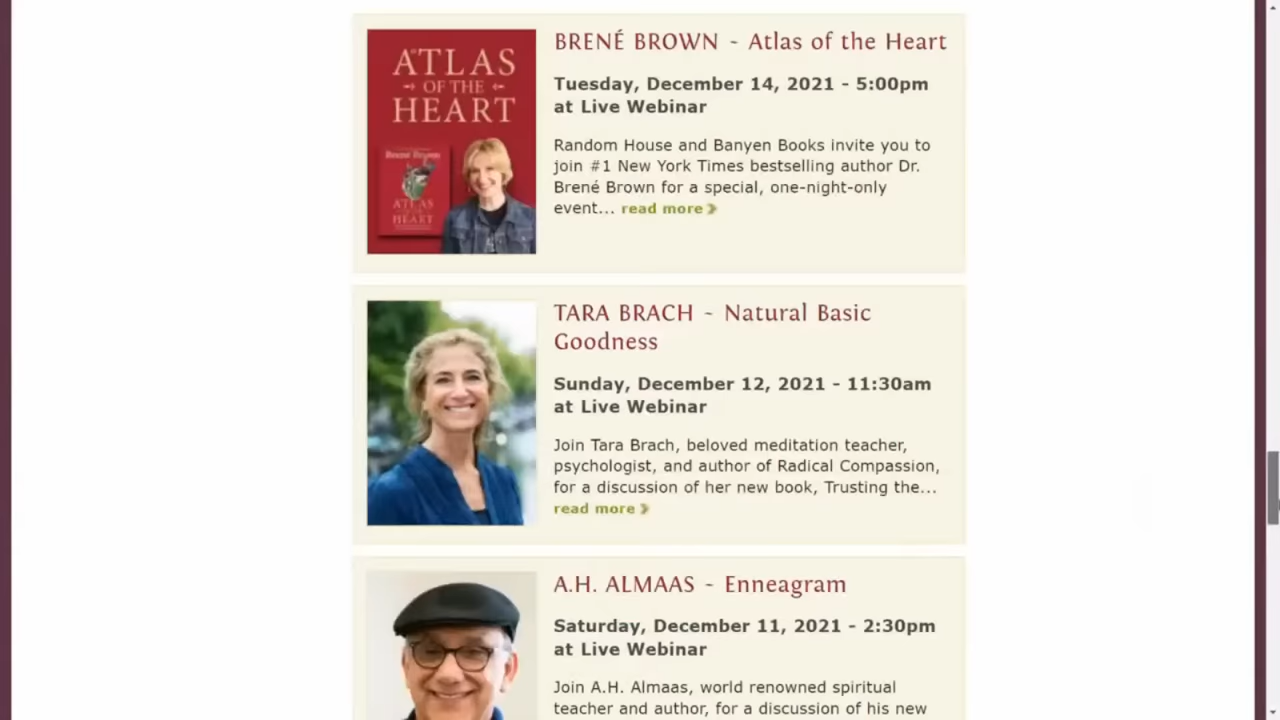 ATLAS
OF THE
HEART
Brené Brown
ATLAS
OF THE
HEART
BRENÉ BROWN ~ Atlas of the Heart
Tuesday, December 14, 2021 - 5:00pm
at Live Webinar
Random House and Banyen Books invite you to
join #1 New York Times bestselling author Dr.
Brené Brown for a special, one-night-only
event... read more
TARA BRACH ~ Natural Basic
Goodness
Sunday, December 12, 2021 - 11:30am
at Live Webinar
Join Tara Brach, beloved meditation teacher,
psychologist, and author of Radical Compassion,
for a discussion of her new book, Trusting the...
read more
A.H. ALMAAS ~ Enneagram
Saturday, December 11, 2021 - 2:30pm
at Live Webinar
Join A.H. Almaas, world renowned spiritual
teacher and author, for a discussion of his new